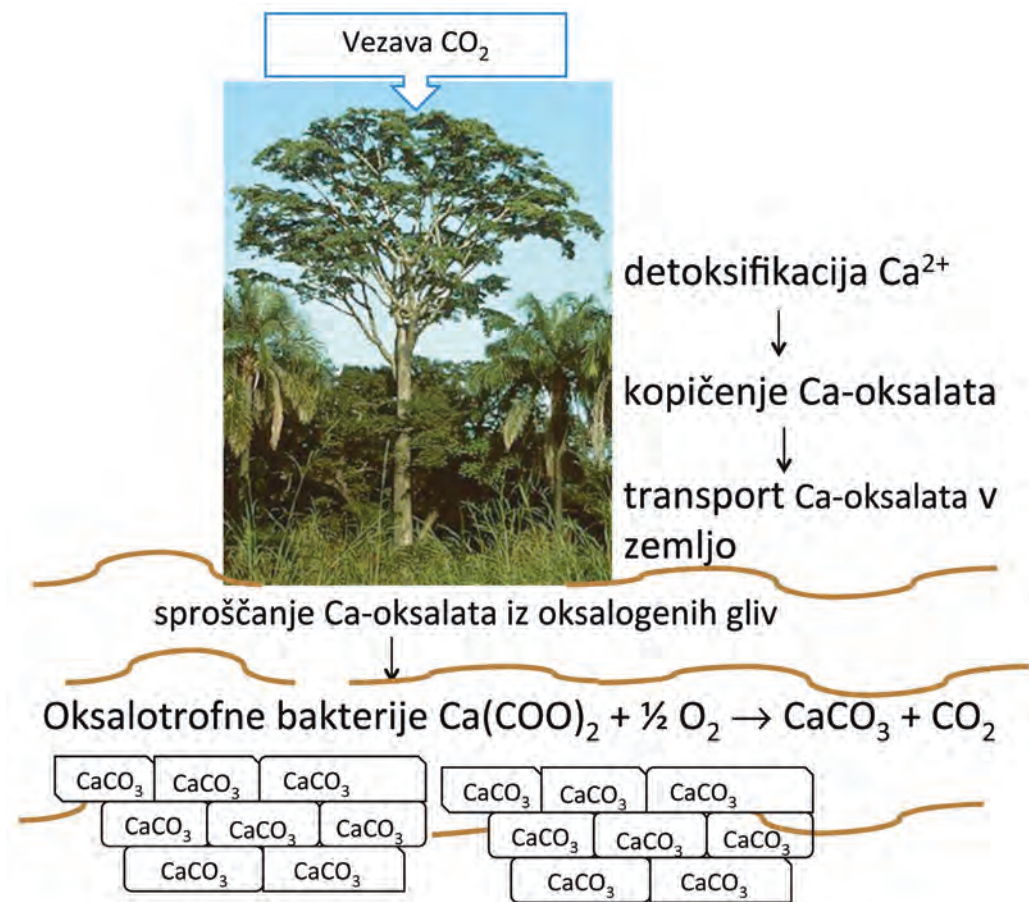 Vezava CO₂
detoksifikacija Ca²⁺
↓
kopičenje Ca-oksalata
↓
transport Ca-oksalata v
zemljo
sproščanje Ca-oksalata iz oksalogenih gliv
↓
Oksalotrofne bakterije Ca(COO)₂ + ½ O₂ → CaCO₃ + CO₂
CaCO₃ CaCO₃ CaCO₃ CaCO₃ CaCO₃ CaCO₃
CaCO₃ CaCO₃ CaCO₃ CaCO₃ CaCO₃ CaCO₃
CaCO₃ CaCO₃ CaCO₃ CaCO₃